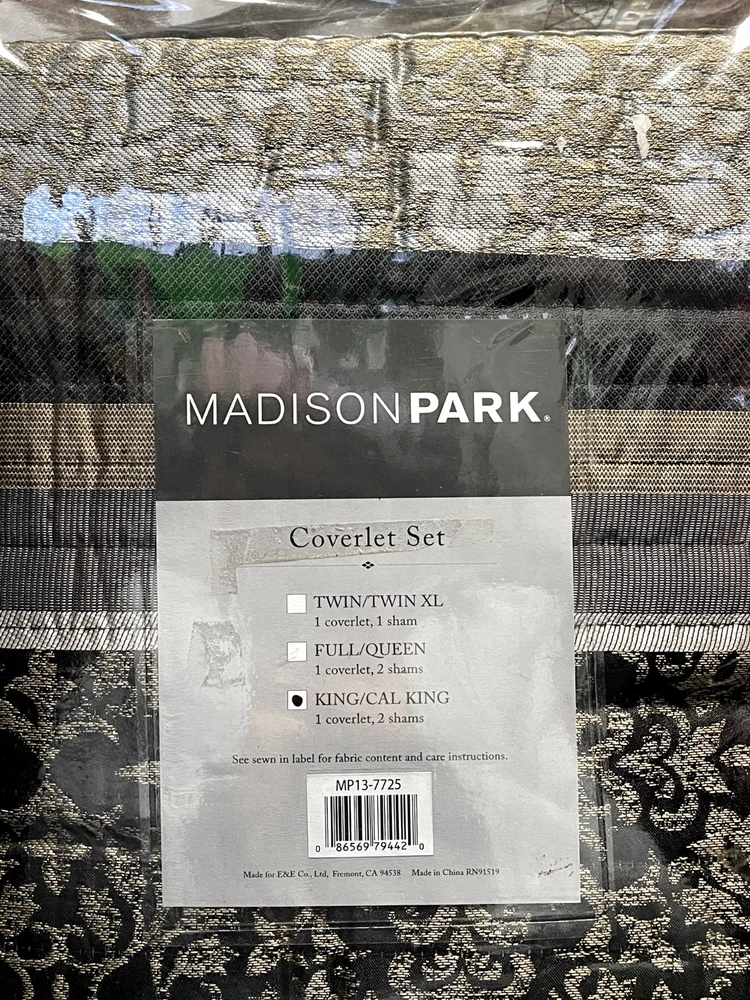 MADISONPARK®
Coverlet Set
TWIN/TWIN XL
1 coverlet, 1 sham
FULL/QUEEN
1 coverlet, 2 shams
KING/CAL KING
1 coverlet, 2 shams
See sewn in label for fabric content and care instructions.
MP13-7725
0 86569 79442 0
Made for E&E Co., Ltd, Fremont, CA 94538 Made in China RN91519